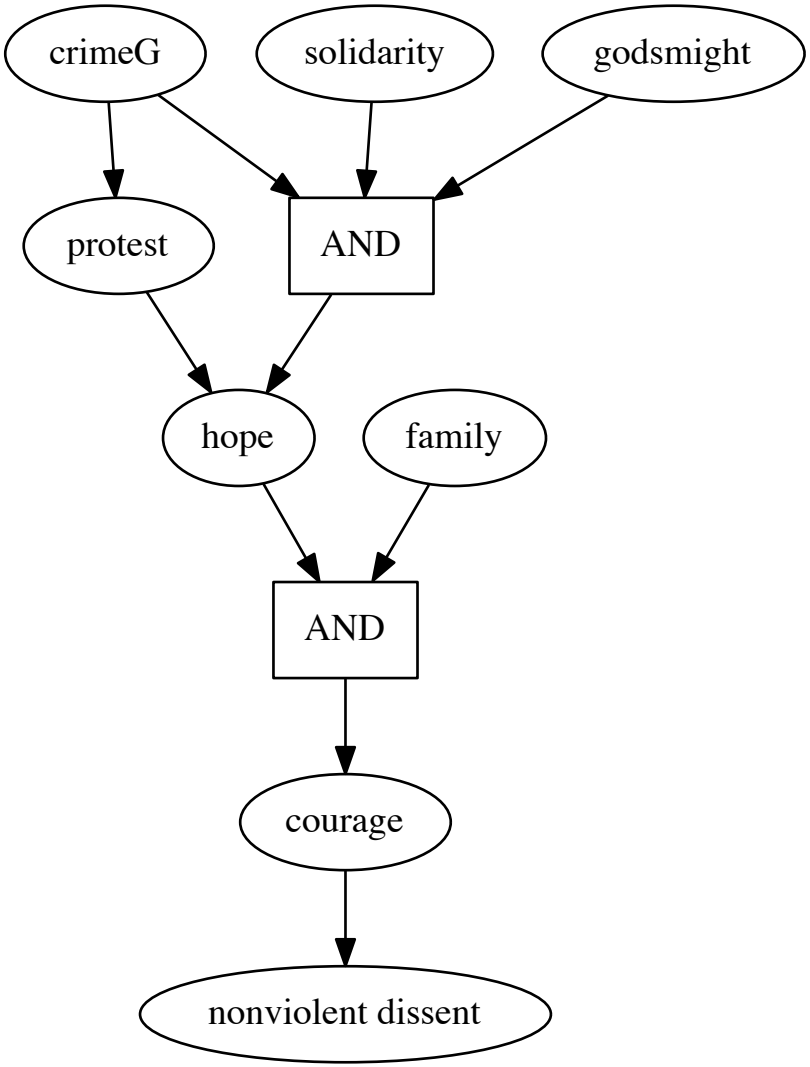 crimeG
solidarity
godsmight
protest
AND
hope
family
AND
courage
nonviolent dissent